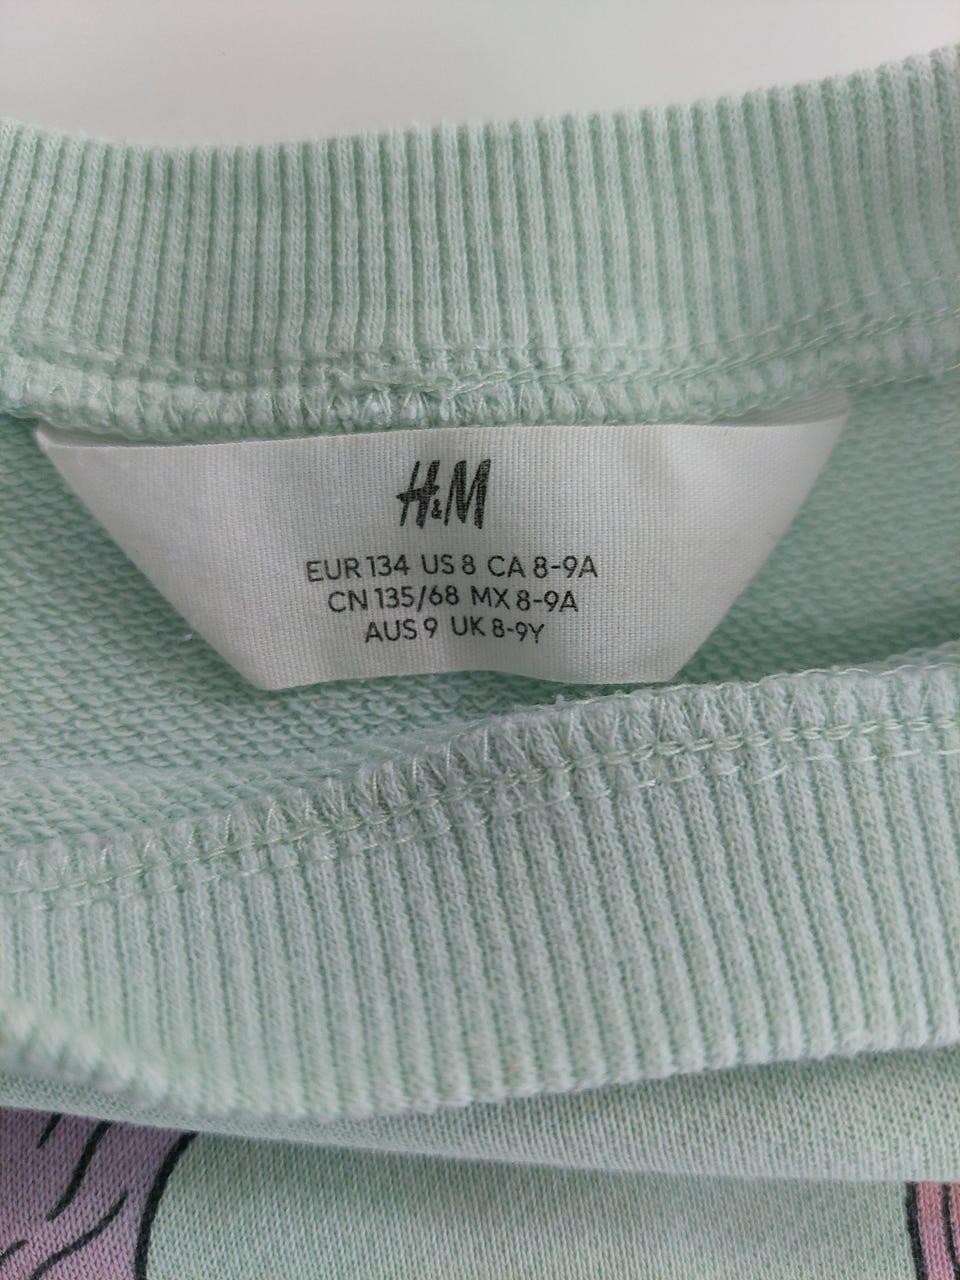 H&M
EUR 134 US 8 CA 8-9A
CN 135/68 MX 8-9A
AUS 9 UK 8-9Y